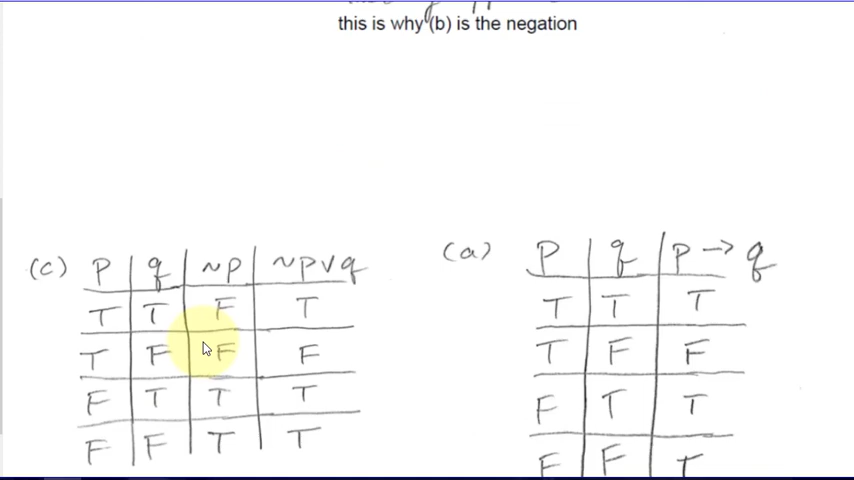 this is why (b) is the negation
(c) p q ~p ~p∨q
T T F T
T F F F
F T T T
F F T T
(a) p q p → q
T T T
T F F
F T T
F F T